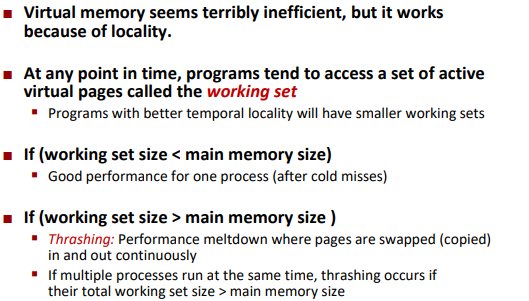 Virtual memory seems terribly inefficient, but it works
because of locality.
At any point in time, programs tend to access a set of active
virtual pages called the working set
Programs with better temporal locality will have smaller working sets
If (working set size < main memory size)
Good performance for one process (after cold misses)
If (working set size > main memory size )
Thrashing: Performance meltdown where pages are swapped (copied)
in and out continuously
If multiple processes run at the same time, thrashing occurs if
their total working set size > main memory size